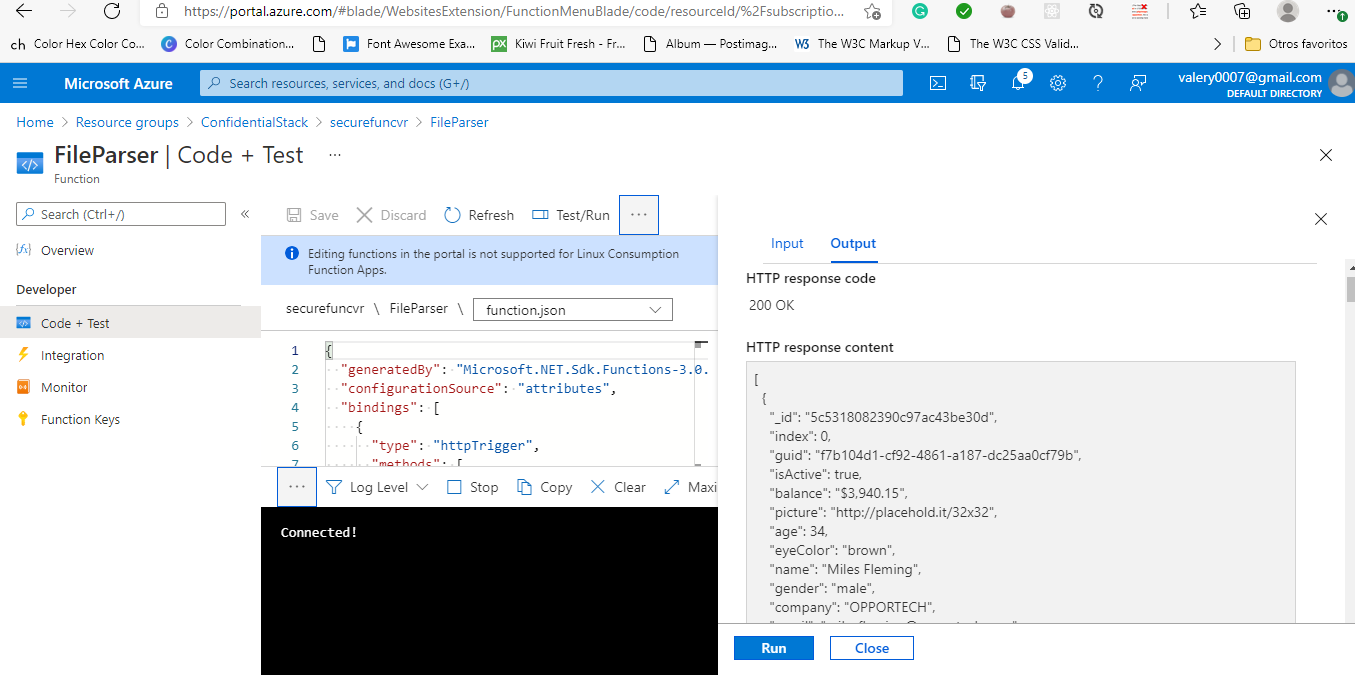 https://portal.azure.com/#blade/WebsitesExtension/FunctionMenuBlade/code/resourceId/%2Fsubscriptio...
ch Color Hex Color Co...
Color Combination...
Font Awesome Exa...
px Kiwi Fruit Fresh - Fr...
Album — Postimag...
W3 The W3C Markup V...
The W3C CSS Valid...
Otros favoritos
Microsoft Azure
Search resources, services, and docs (G+/)
5
valery0007@gmail.com
DEFAULT DIRECTORY
Home > Resource groups > ConfidentialStack > securefuncvr > FileParser
FileParser | Code + Test ...
Function
Search (Ctrl+/)
«
Overview
Developer
Code + Test
Integration
Monitor
Function Keys
Save
Discard
Refresh
Test/Run
...
Editing functions in the portal is not supported for Linux Consumption
Function Apps.
securefuncvr \ FileParser \ function.json
1 {
2 "generatedBy": "Microsoft.NET.Sdk.Functions-3.0.
3 "configurationSource": "attributes",
4 "bindings": [
5 {
6 "type": "httpTrigger",
7 "methods": [
...
Log Level
Stop
Copy
Clear
Maxi
Connected!
Input
Output
HTTP response code
200 OK
HTTP response content
[
{
"_id": "5c5318082390c97ac43be30d",
"index": 0,
"guid": "f7b104d1-cf92-4861-a187-dc25aa0cf79b",
"isActive": true,
"balance": "$3,940.15",
"picture": "http://placehold.it/32x32",
"age": 34,
"eyeColor": "brown",
"name": "Miles Fleming",
"gender": "male",
"company": "OPPORTECH",
Run
Close